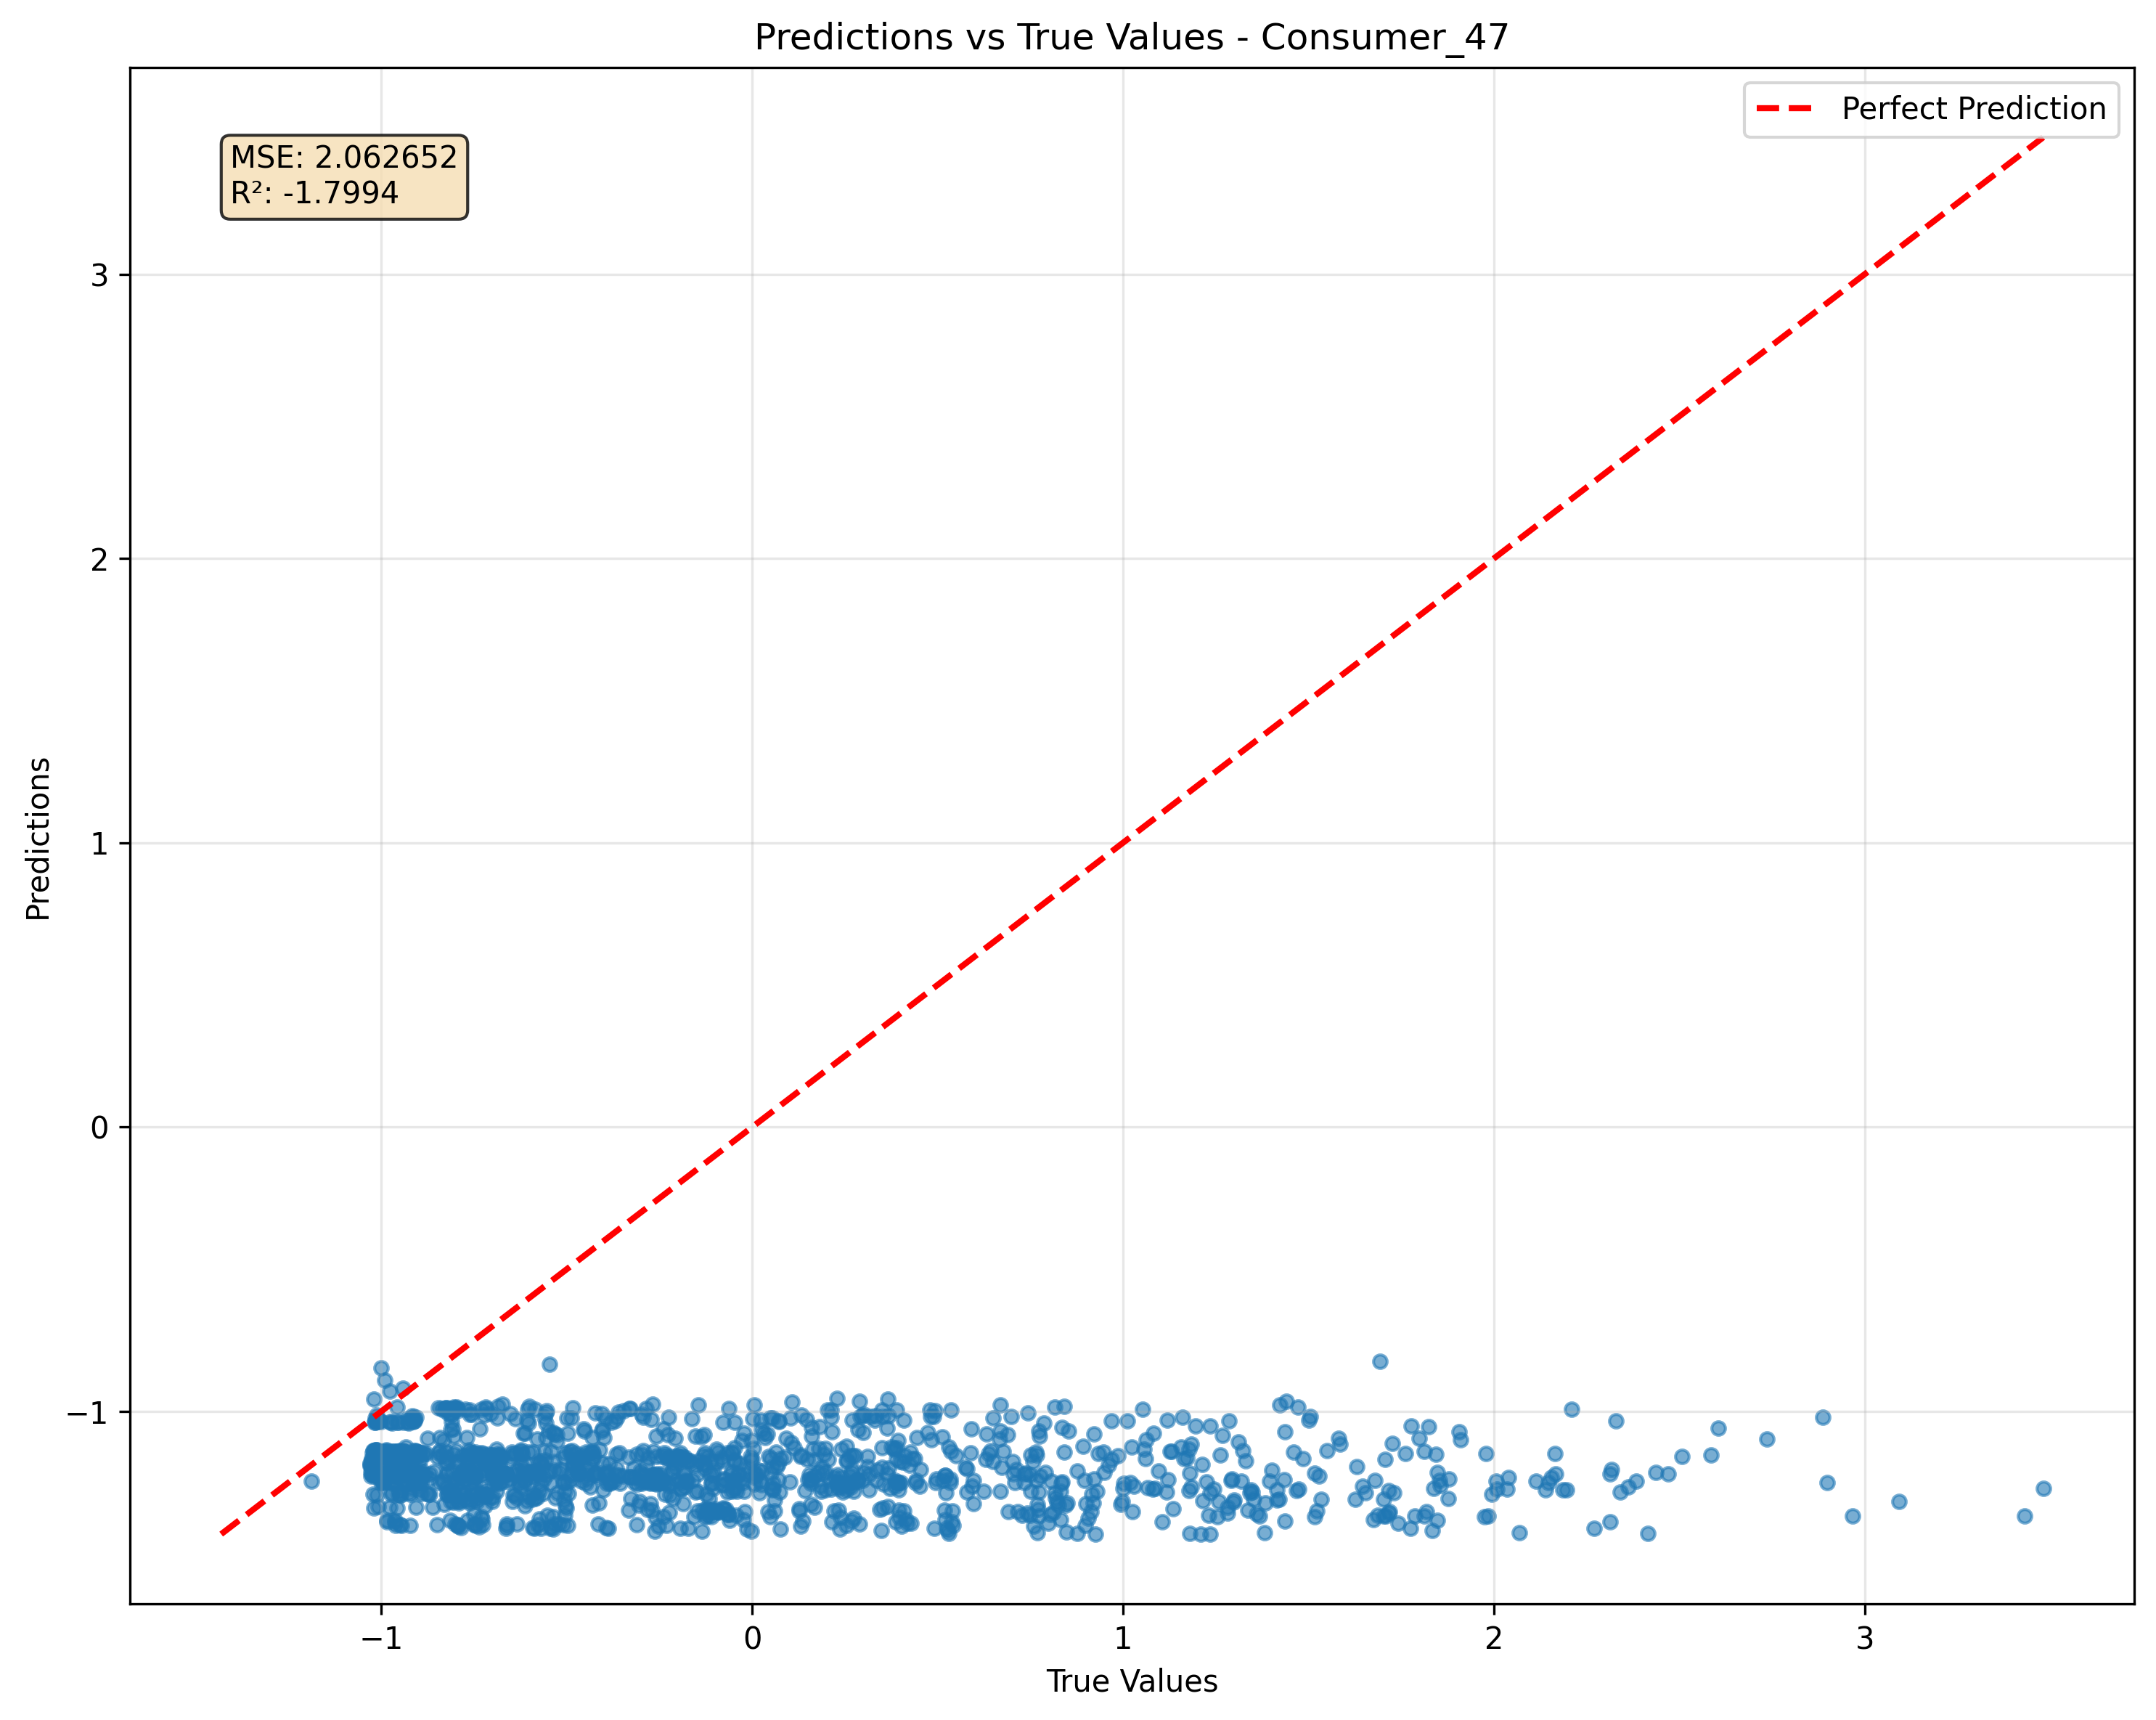 Predictions vs True Values - Consumer_47
Perfect Prediction
MSE: 2.062652
R²: -1.7994
3
2
1
0
−1
Predictions
−1 0 1 2 3
True Values